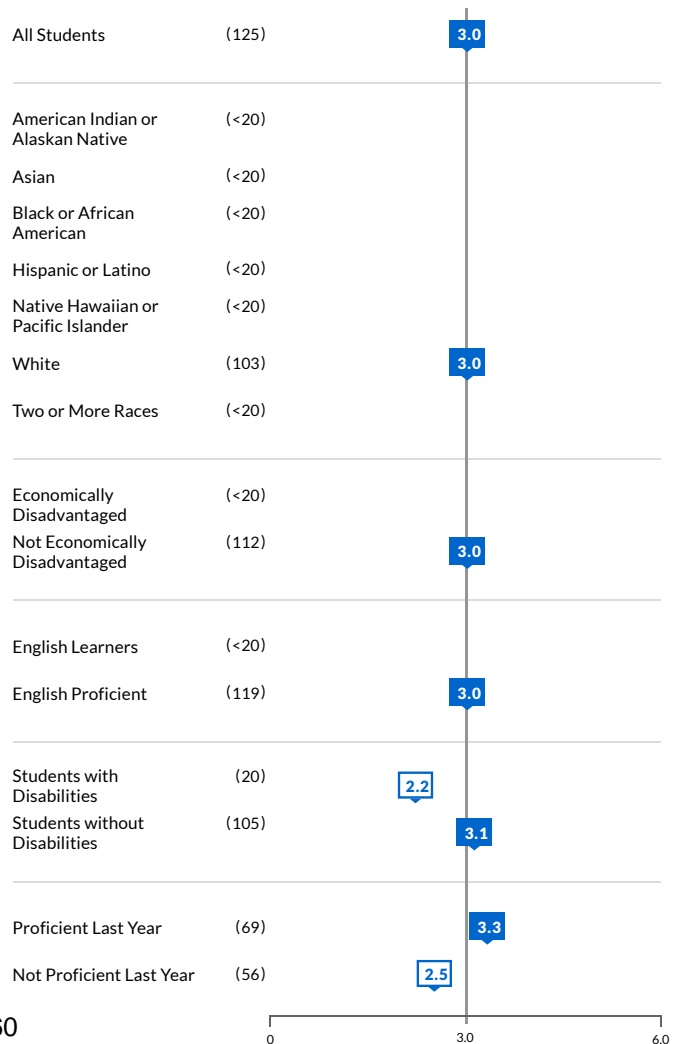 All Students (125) 3.0
American Indian or (<20)
Alaskan Native
Asian (<20)
Black or African (<20)
American
Hispanic or Latino (<20)
Native Hawaiian or (<20)
Pacific Islander
White (103) 3.0
Two or More Races (<20)
Economically (<20)
Disadvantaged
Not Economically (112) 3.0
Disadvantaged
English Learners (<20)
English Proficient (119) 3.0
Students with (20) 2.2
Disabilities
Students without (105) 3.1
Disabilities
Proficient Last Year (69) 3.3
Not Proficient Last Year (56) 2.5
0 3.0 6.0